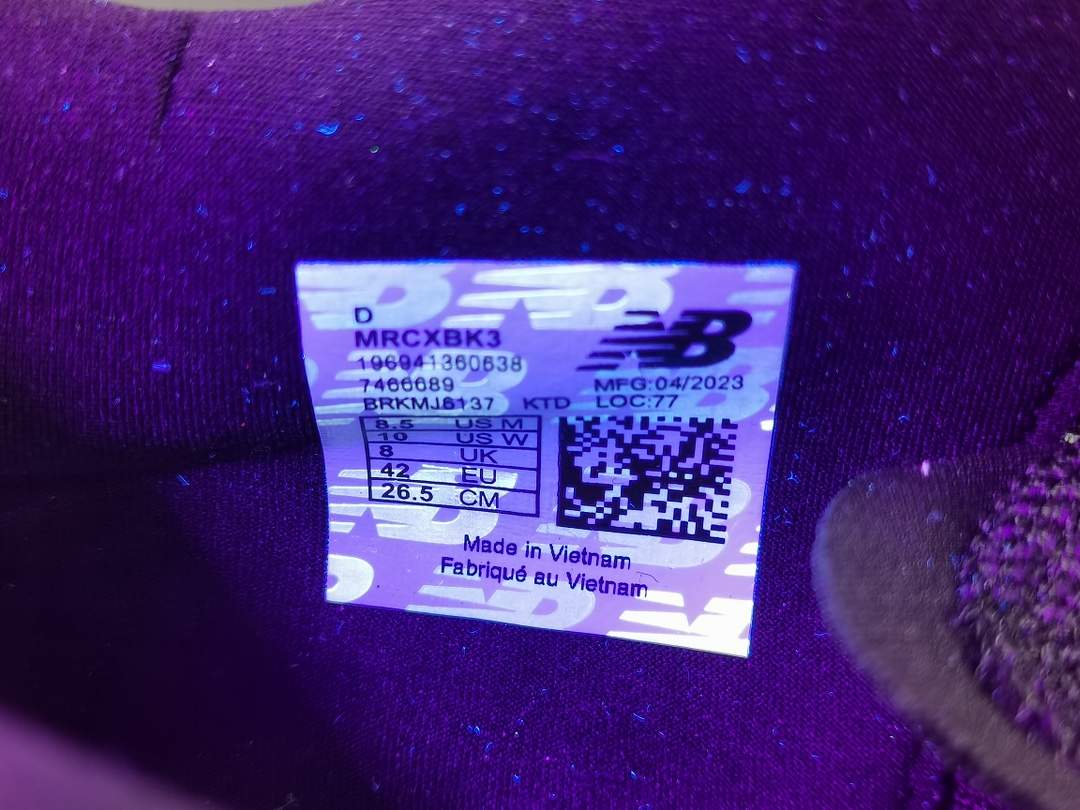 D
MRCXBK3
196941360638
7466689
BRKMJ6137 KTD
NB
MFG:04/2023
LOC:77
8.5 US M
10 US W
8 UK
42 EU
26.5 CM
Made in Vietnam
Fabriqué au Vietnam